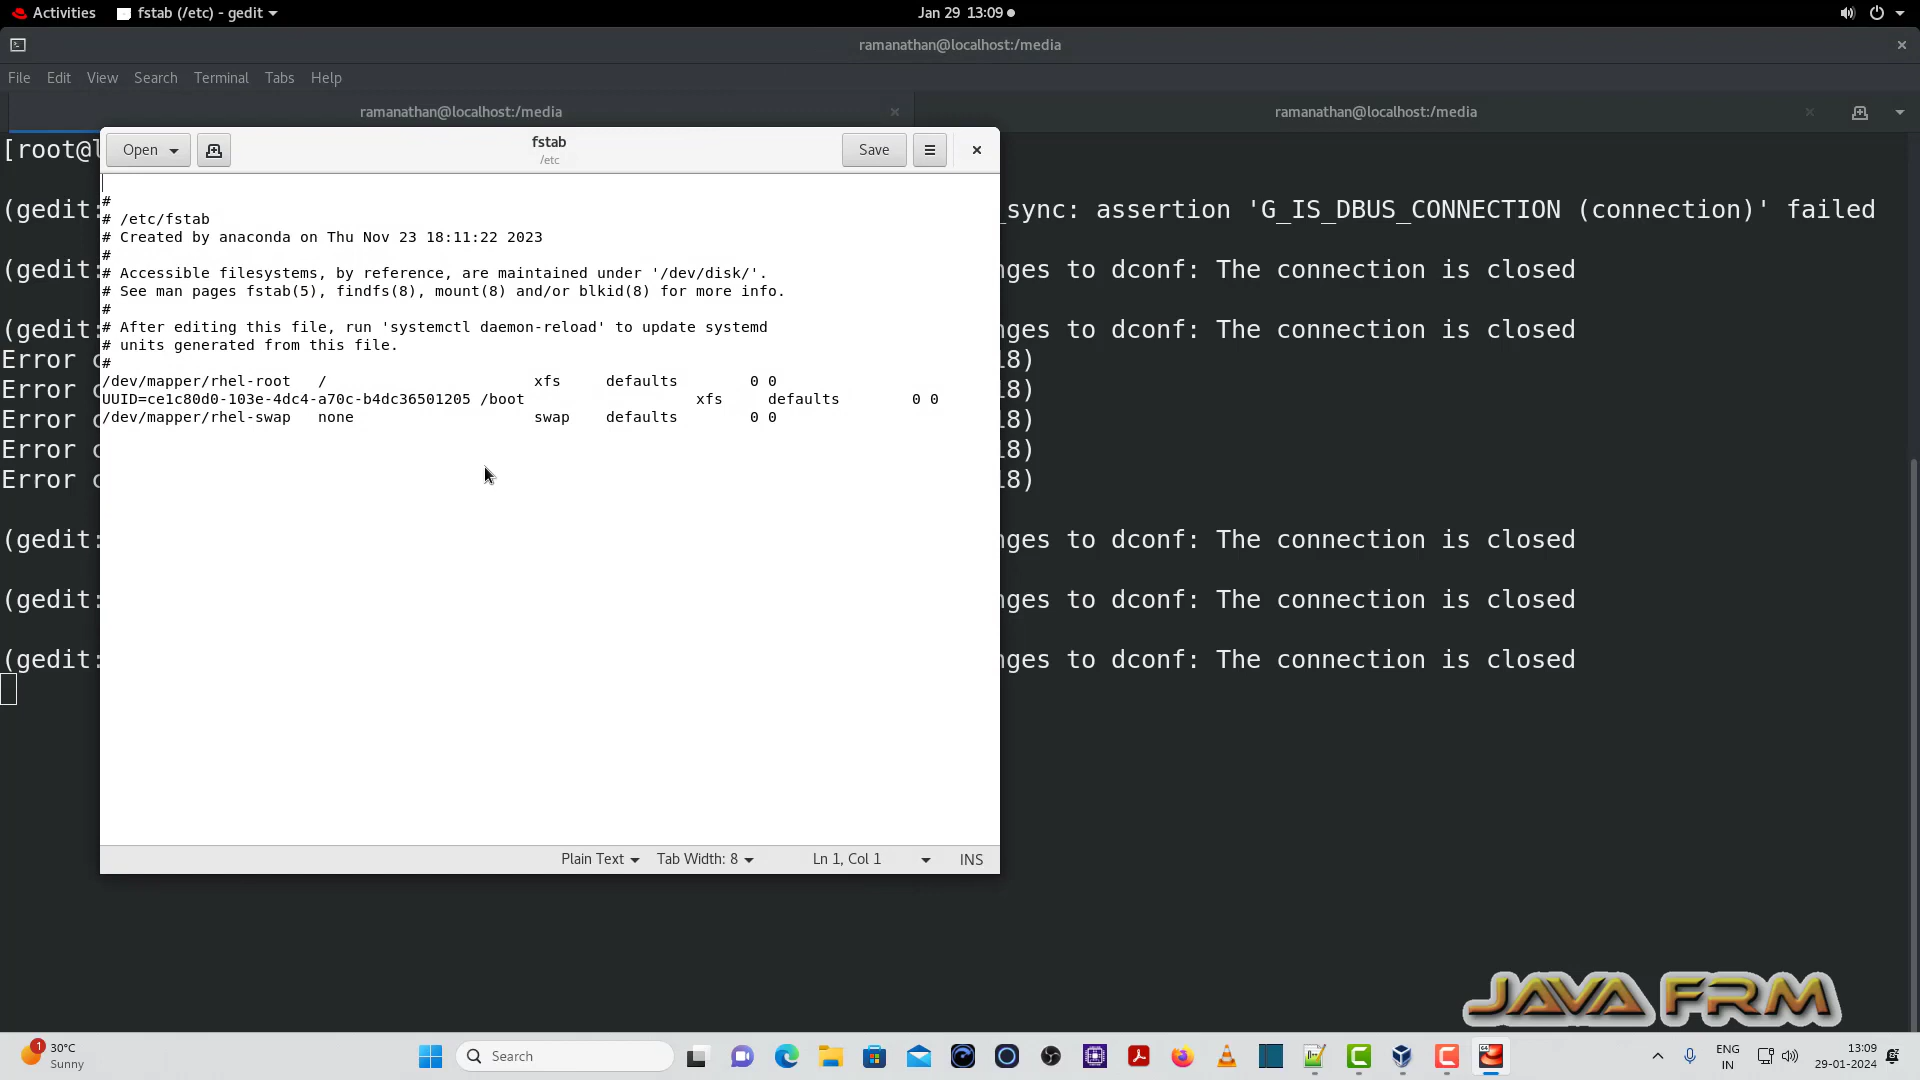 Activities fstab (/etc) - gedit Jan 29 13:09
ramanathan@localhost:/media
File Edit View Search Terminal Tabs Help
ramanathan@localhost:/media ramanathan@localhost:/media
Open fstab /etc Save
[root@l
(gedit: _sync: assertion 'G_IS_DBUS_CONNECTION (connection)' failed
(gedit: nges to dconf: The connection is closed
(gedit: nges to dconf: The connection is closed
Error c 18)
Error c 18)
Error c 18)
Error c 18)
Error c 18)
(gedit: nges to dconf: The connection is closed
(gedit: nges to dconf: The connection is closed
(gedit: nges to dconf: The connection is closed
#
# /etc/fstab
# Created by anaconda on Thu Nov 23 18:11:22 2023
#
# Accessible filesystems, by reference, are maintained under '/dev/disk/'.
# See man pages fstab(5), findfs(8), mount(8) and/or blkid(8) for more info.
#
# After editing this file, run 'systemctl daemon-reload' to update systemd
# units generated from this file.
#
/dev/mapper/rhel-root / xfs defaults 0 0
UUID=ce1c80d0-103e-4dc4-a70c-b4dc36501205 /boot xfs defaults 0 0
/dev/mapper/rhel-swap none swap defaults 0 0
Plain Text Tab Width: 8 Ln 1, Col 1 INS
JAVA FRM
1 30°C
Sunny
Search
ENG
IN
13:09
29-01-2024